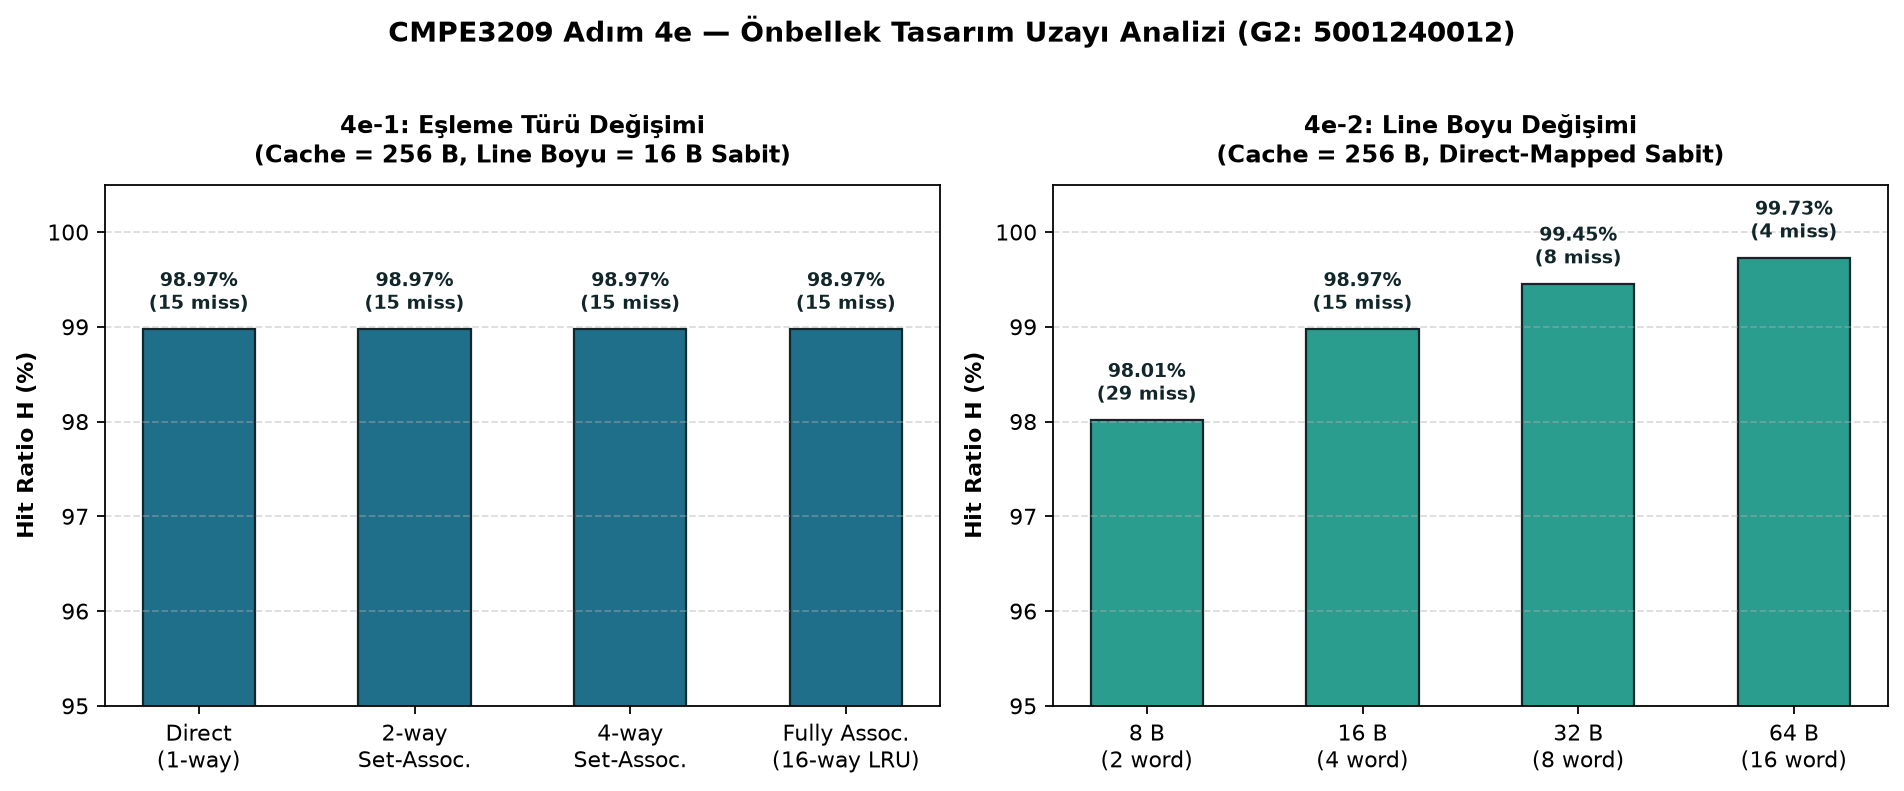 CMPE3209 Adım 4e — Önbellek Tasarım Uzayı Analizi (G2: 5001240012)
4e-1: Eşleme Türü Değişimi
(Cache = 256 B, Line Boyu = 16 B Sabit)
Hit Ratio H (%)
100
99
98
97
96
95
98.97%
(15 miss)
98.97%
(15 miss)
98.97%
(15 miss)
98.97%
(15 miss)
Direct
(1-way)
2-way
Set-Assoc.
4-way
Set-Assoc.
Fully Assoc.
(16-way LRU)
4e-2: Line Boyu Değişimi
(Cache = 256 B, Direct-Mapped Sabit)
Hit Ratio H (%)
100
99
98
97
96
95
98.01%
(29 miss)
98.97%
(15 miss)
99.45%
(8 miss)
99.73%
(4 miss)
8 B
(2 word)
16 B
(4 word)
32 B
(8 word)
64 B
(16 word)